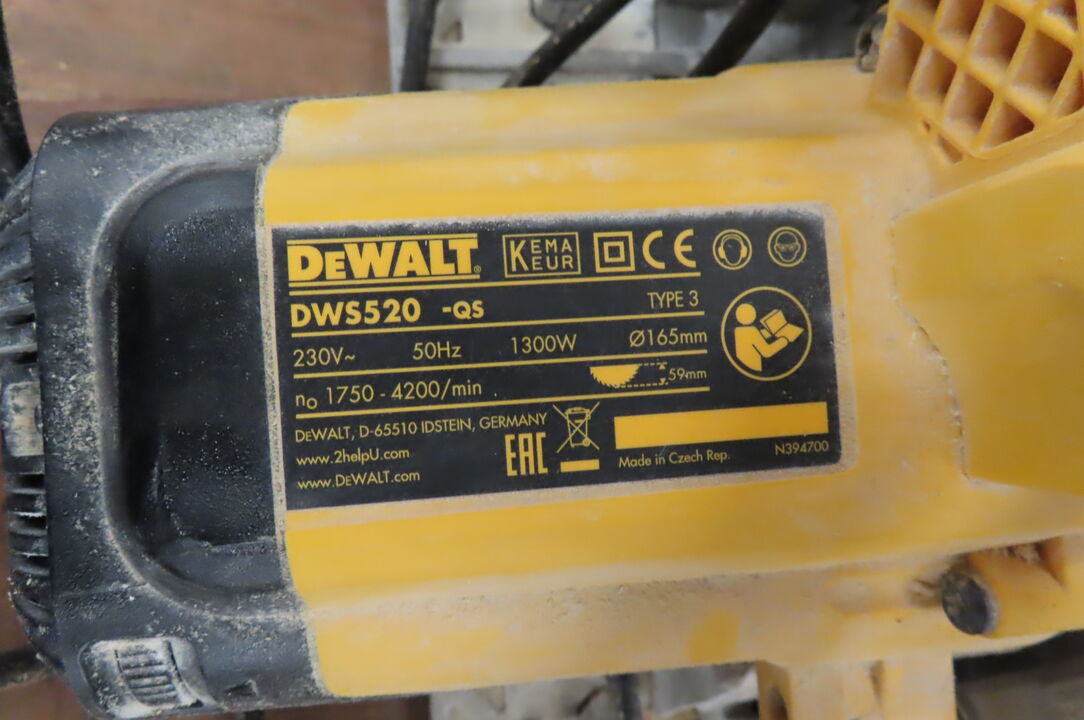 DEWALT®
KEMA KEUR
CE
DWS520 -QS TYPE 3
230V~ 50Hz 1300W Ø165mm
n₀ 1750 - 4200/min 59mm
DEWALT, D-65510 IDSTEIN, GERMANY
www.2helpU.com
www.DEWALT.com
EAC
Made in Czech Rep. N394700